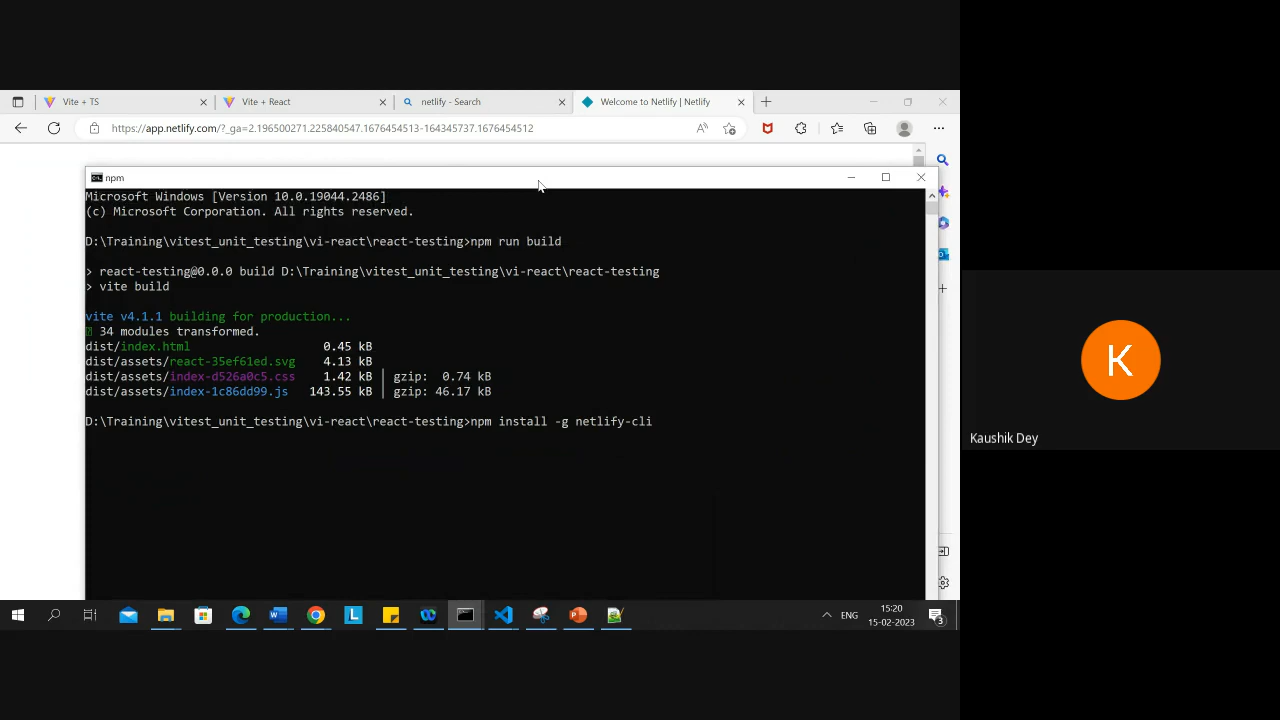 Vite + TS
Vite + React
netlify - Search
Welcome to Netlify | Netlify
https://app.netlify.com/?_ga=2.196500271.225840547.1676454513-164345737.1676454512
npm
Microsoft Windows [Version 10.0.19044.2486]
(c) Microsoft Corporation. All rights reserved.
D:\Training\vitest_unit_testing\vi-react\react-testing>npm run build
> react-testing@0.0.0 build D:\Training\vitest_unit_testing\vi-react\react-testing
> vite build
vite v4.1.1 building for production...
34 modules transformed.
dist/index.html 0.45 kB
dist/assets/react-35ef61ed.svg 4.13 kB
dist/assets/index-d526a0c5.css 1.42 kB │ gzip: 0.74 kB
dist/assets/index-1c86dd99.js 143.55 kB │ gzip: 46.17 kB
D:\Training\vitest_unit_testing\vi-react\react-testing>npm install -g netlify-cli
K
Kaushik Dey
L
ENG
15:20
15-02-2023
3